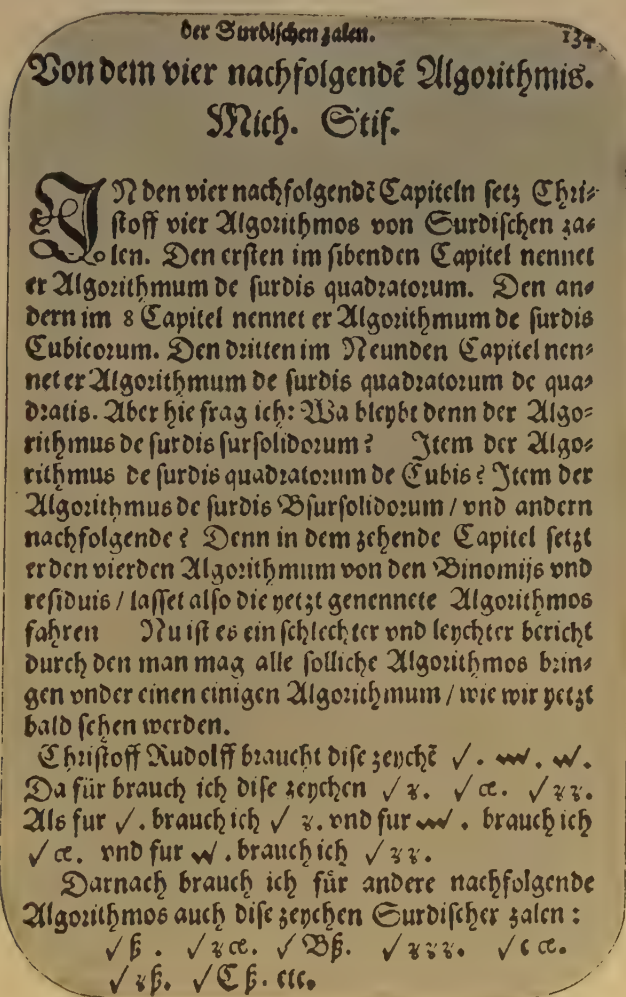 der Surdischen zalen. 134
Von dem vier nachfolgendē Algorithmis.
Mich. Stif.
IN den vier nachfolgendē Capiteln setz Chri⸗
stoff vier Algorithmos von Surdischen za⸗
len. Den ersten im sibenden Capitel nennet
er Algorithmum de surdis quadratorum. Den an⸗
dern im 8 Capitel nennet er Algorithmum de surdis
Cubicorum. Den dritten im Neunden Capitel nen⸗
net er Algorithmum de surdis quadratorum de qua⸗
dratis. Aber hie frag ich: Wa bleybt denn der Algo⸗
rithmus de surdis sursolidorum? Item der Algo⸗
rithmus de surdis quadratorum de Cubis? Item der
Algorithmus de surdis Bsursolidorum / vnd andern
nachfolgende? Denn in dem zehende Capitel setzt
er den vierden Algorithmum von den Binomijs vnd
residuis / lasset also die yetzt genennete Algorithmos
fahren Nu ist es ein schlechter vnd leychter bericht
durch den man mag alle solliche Algorithmos brin⸗
gen vnder einen einigen Algorithmum / wie wir yetzt
bald sehen werden.
Christoff Rudolff braucht dise zeychē √. . .
Da für brauch ich dise zeychen √ʒ. √ꝯ. √ʒʒ.
Als fur √. brauch ich √ʒ. vnd fur . brauch ich
√ꝯ. vnd fur . brauch ich √ʒʒ.
Darnach brauch ich für andere nachfolgende
Algorithmos auch dise zeychen Surdischer zalen:
√ß. √ʒꝯ. √Bß. √ʒʒʒ. √cꝯ.
√ʒß. √Cß. etc.